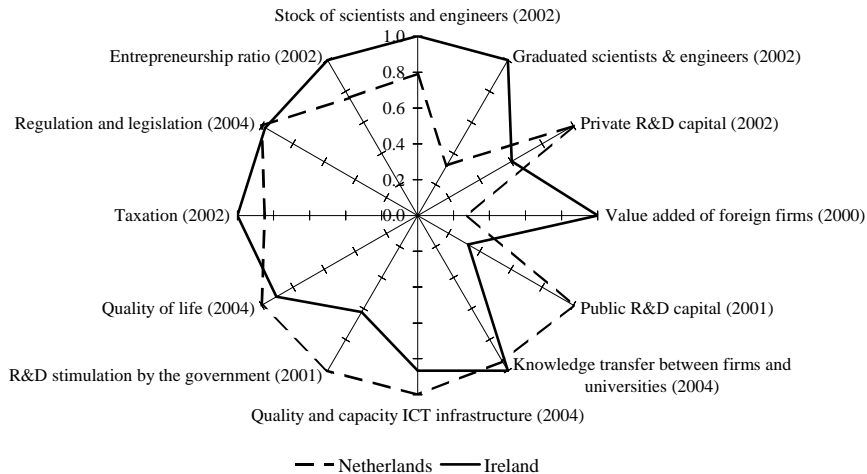 Stock of scientists and engineers (2002)
1.0
Entrepreneurship ratio (2002)
Graduated scientists & engineers (2002)
0.8
0.6
Regulation and legislation (2004)
Private R&D capital (2002)
0.4
0.2
Taxation (2002)
0.0
Value added of foreign firms (2000)
Quality of life (2004)
Public R&D capital (2001)
Knowledge transfer between firms and
universities (2004)
R&D stimulation by the government (2001)
Quality and capacity ICT infrastructure (2004)
Netherlands
Ireland